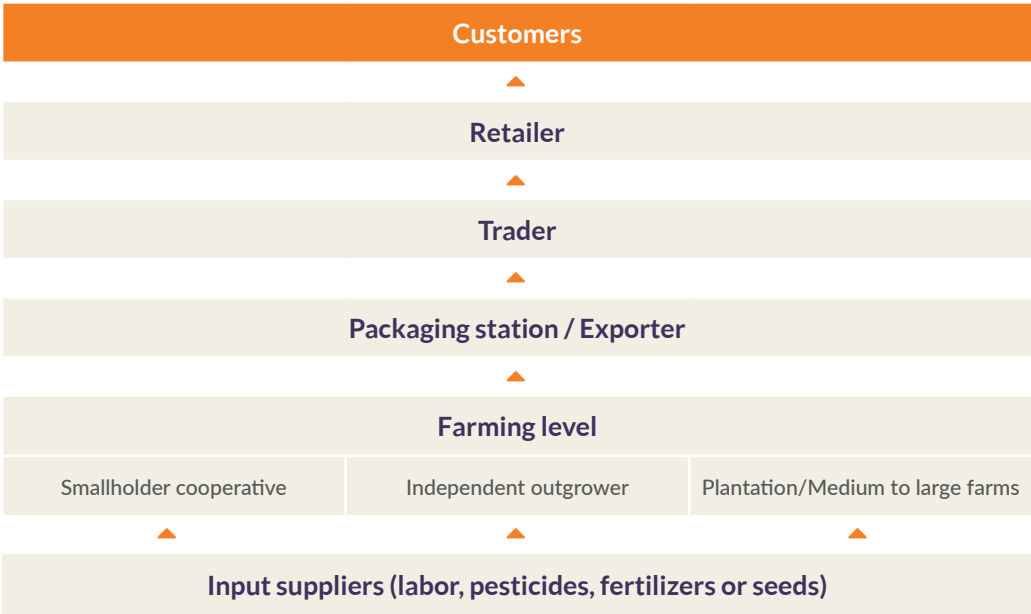 Customers
Retailer
Trader
Packaging station / Exporter
Farming level
Smallholder cooperative
Independent outgrower
Plantation/Medium to large farms
Input suppliers (labor, pesticides, fertilizers or seeds)